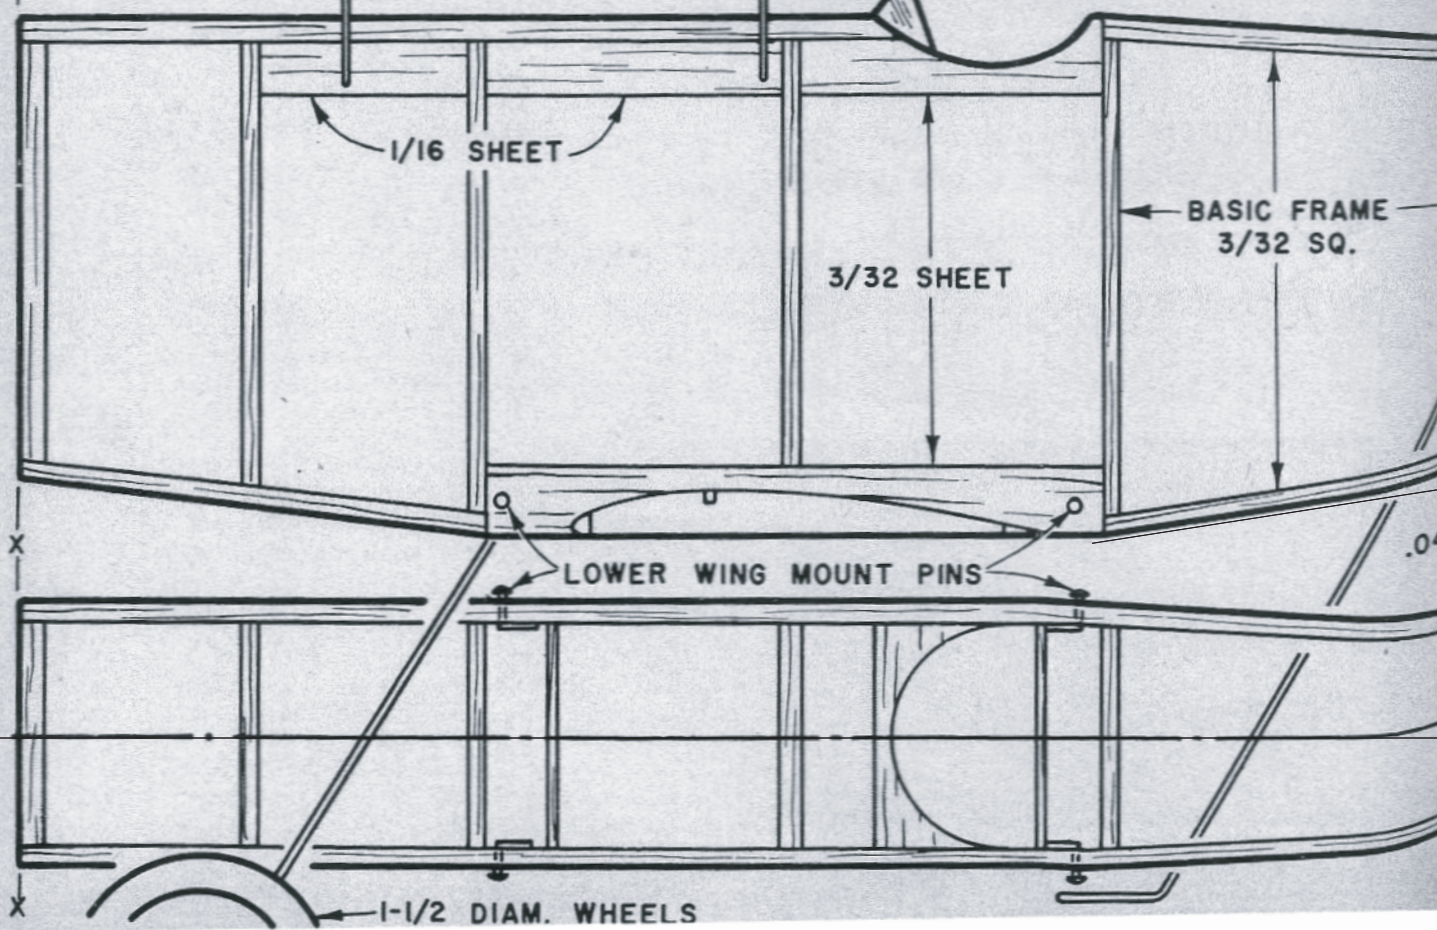 1/16 SHEET
BASIC FRAME
3/32 SQ.
3/32 SHEET
X
.04
LOWER WING MOUNT PINS
X
1-1/2 DIAM. WHEELS